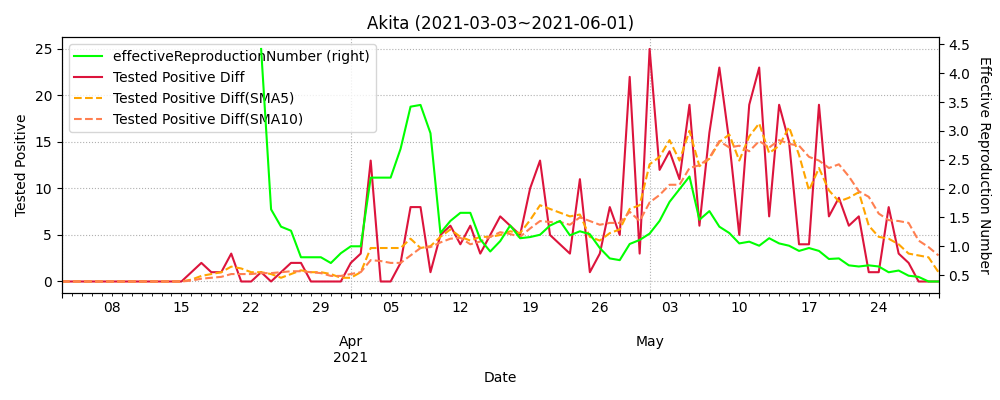 Akita (2021-03-03~2021-06-01)
effectiveReproductionNumber (right)
Tested Positive Diff
Tested Positive Diff(SMA5)
Tested Positive Diff(SMA10)
Tested Positive
25
20
15
10
5
0
4.5
4.0
3.5
3.0
2.5
2.0
1.5
1.0
0.5
Effective Reproduction Number
08 15 22 29 05 12 19 26 03 10 17 24
Apr May
2021
Date